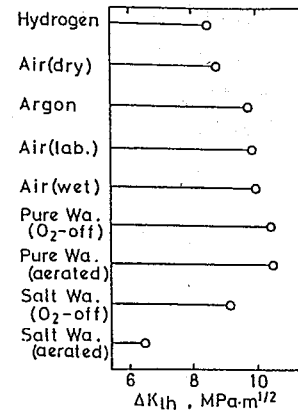 Hydrogen
Air(dry)
Argon
Air(lab.)
Air(wet)
Pure Wa.
(O₂-off)
Pure Wa.
(aerated)
Salt Wa.
(O₂-off)
Salt Wa.
(aerated)
6 8 10
ΔKth , MPa·m1/2